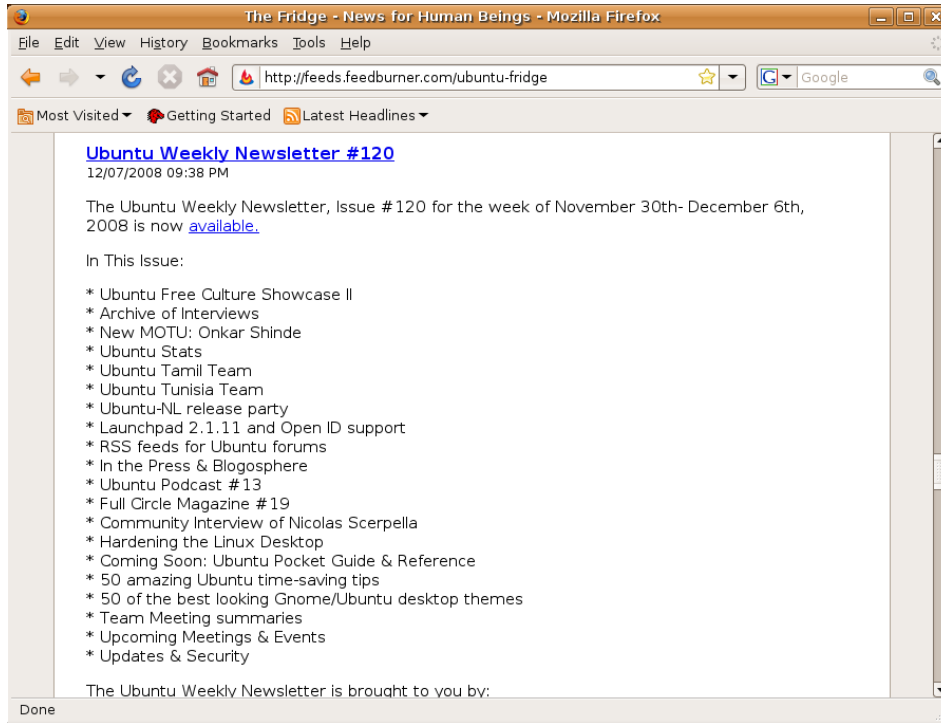 The Fridge - News for Human Beings - Mozilla Firefox
File Edit View History Bookmarks Tools Help
http://feeds.feedburner.com/ubuntu-fridge
G Google
Most Visited Getting Started Latest Headlines
Ubuntu Weekly Newsletter #120
12/07/2008 09:38 PM
The Ubuntu Weekly Newsletter, Issue #120 for the week of November 30th- December 6th,
2008 is now available.
In This Issue:
* Ubuntu Free Culture Showcase II
* Archive of Interviews
* New MOTU: Onkar Shinde
* Ubuntu Stats
* Ubuntu Tamil Team
* Ubuntu Tunisia Team
* Ubuntu-NL release party
* Launchpad 2.1.11 and Open ID support
* RSS feeds for Ubuntu forums
* In the Press & Blogosphere
* Ubuntu Podcast #13
* Full Circle Magazine #19
* Community Interview of Nicolas Scerpella
* Hardening the Linux Desktop
* Coming Soon: Ubuntu Pocket Guide & Reference
* 50 amazing Ubuntu time-saving tips
* 50 of the best looking Gnome/Ubuntu desktop themes
* Team Meeting summaries
* Upcoming Meetings & Events
* Updates & Security
The Ubuntu Weekly Newsletter is brought to you by:
Done